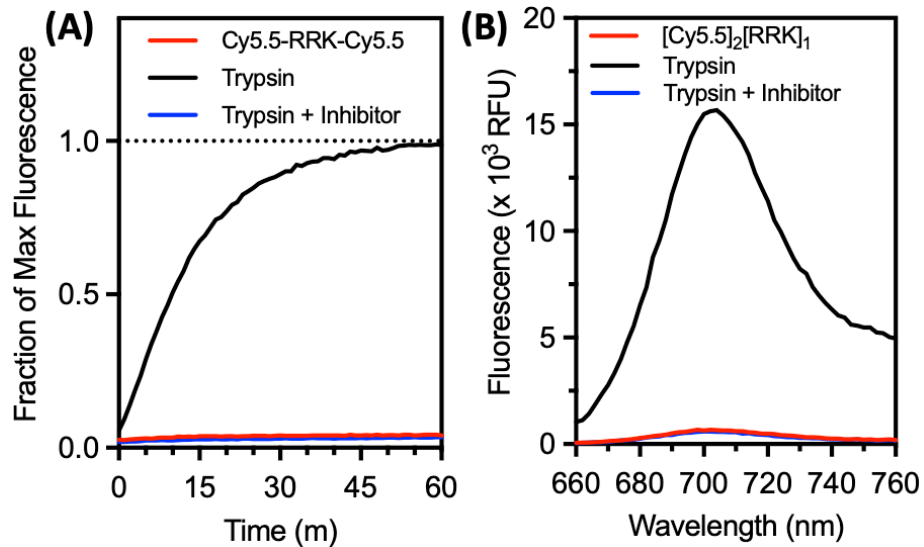 (A)
Cy5.5-RRK-Cy5.5
Trypsin
Trypsin + Inhibitor
1.0
0.5
0.0
Fraction of Max Fluorescence
0 15 30 45 60
Time (m)
(B)
[Cy5.5]₂[RRK]₁
Trypsin
Trypsin + Inhibitor
20
15
10
5
0
Fluorescence (x 10³ RFU)
660 680 700 720 740 760
Wavelength (nm)